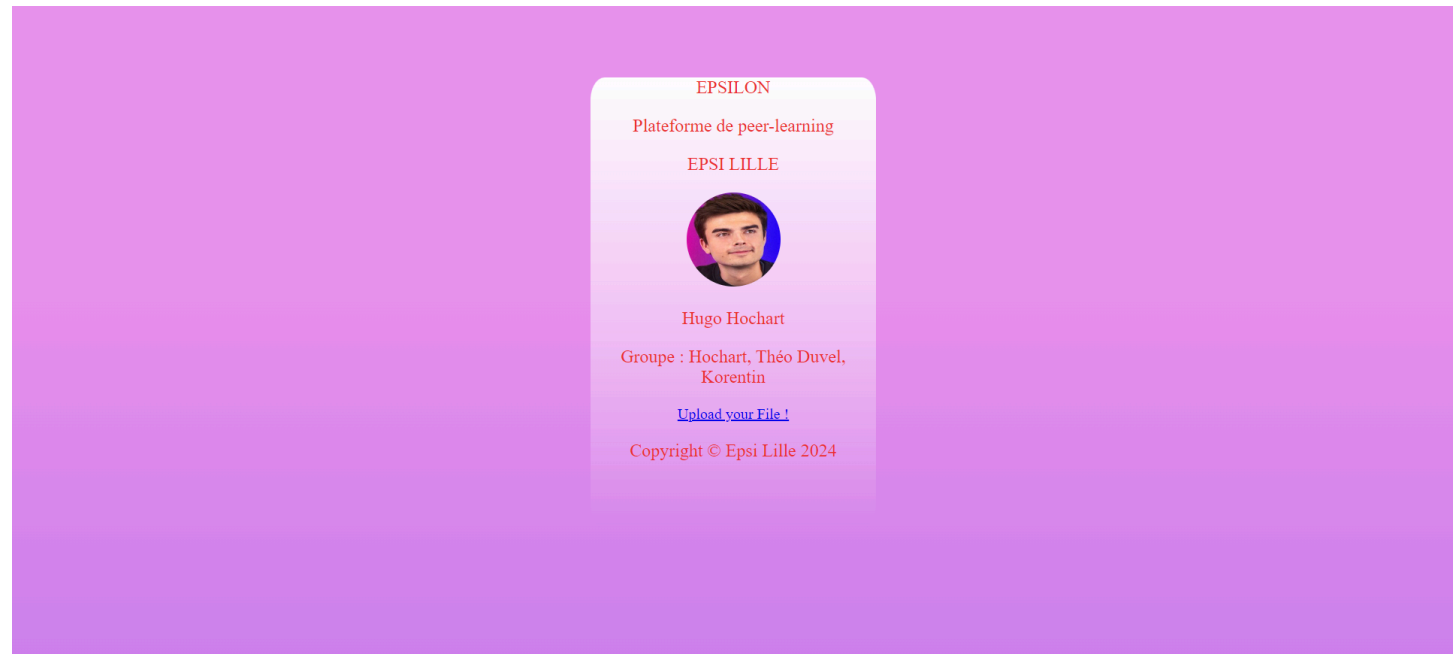 EPSILON
Plateforme de peer-learning
EPSI LILLE
Hugo Hochart
Groupe : Hochart, Théo Duvel,
Korentin
Upload your File !
Copyright © Epsi Lille 2024